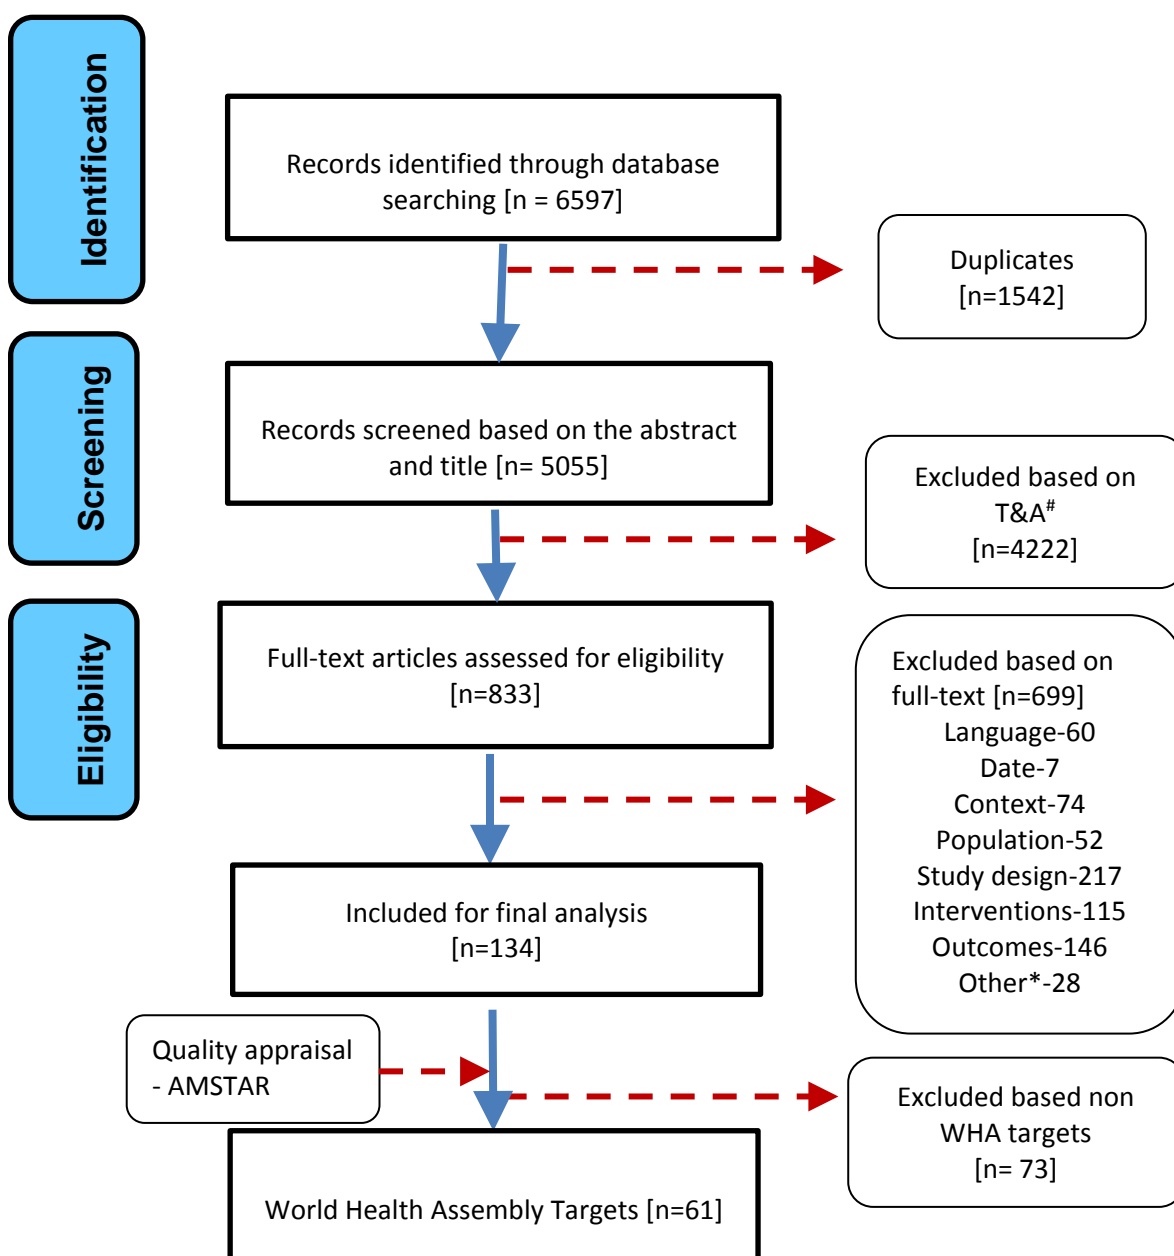 Identification
Records identified through database
searching [n = 6597]
Duplicates
[n=1542]
Screening
Records screened based on the abstract
and title [n= 5055]
Excluded based on
T&A#
[n=4222]
Eligibility
Full-text articles assessed for eligibility
[n=833]
Excluded based on
full-text [n=699]
Language-60
Date-7
Context-74
Population-52
Study design-217
Interventions-115
Outcomes-146
Other*-28
Included for final analysis
[n=134]
Quality appraisal
- AMSTAR
Excluded based non
WHA targets
[n= 73]
World Health Assembly Targets [n=61]